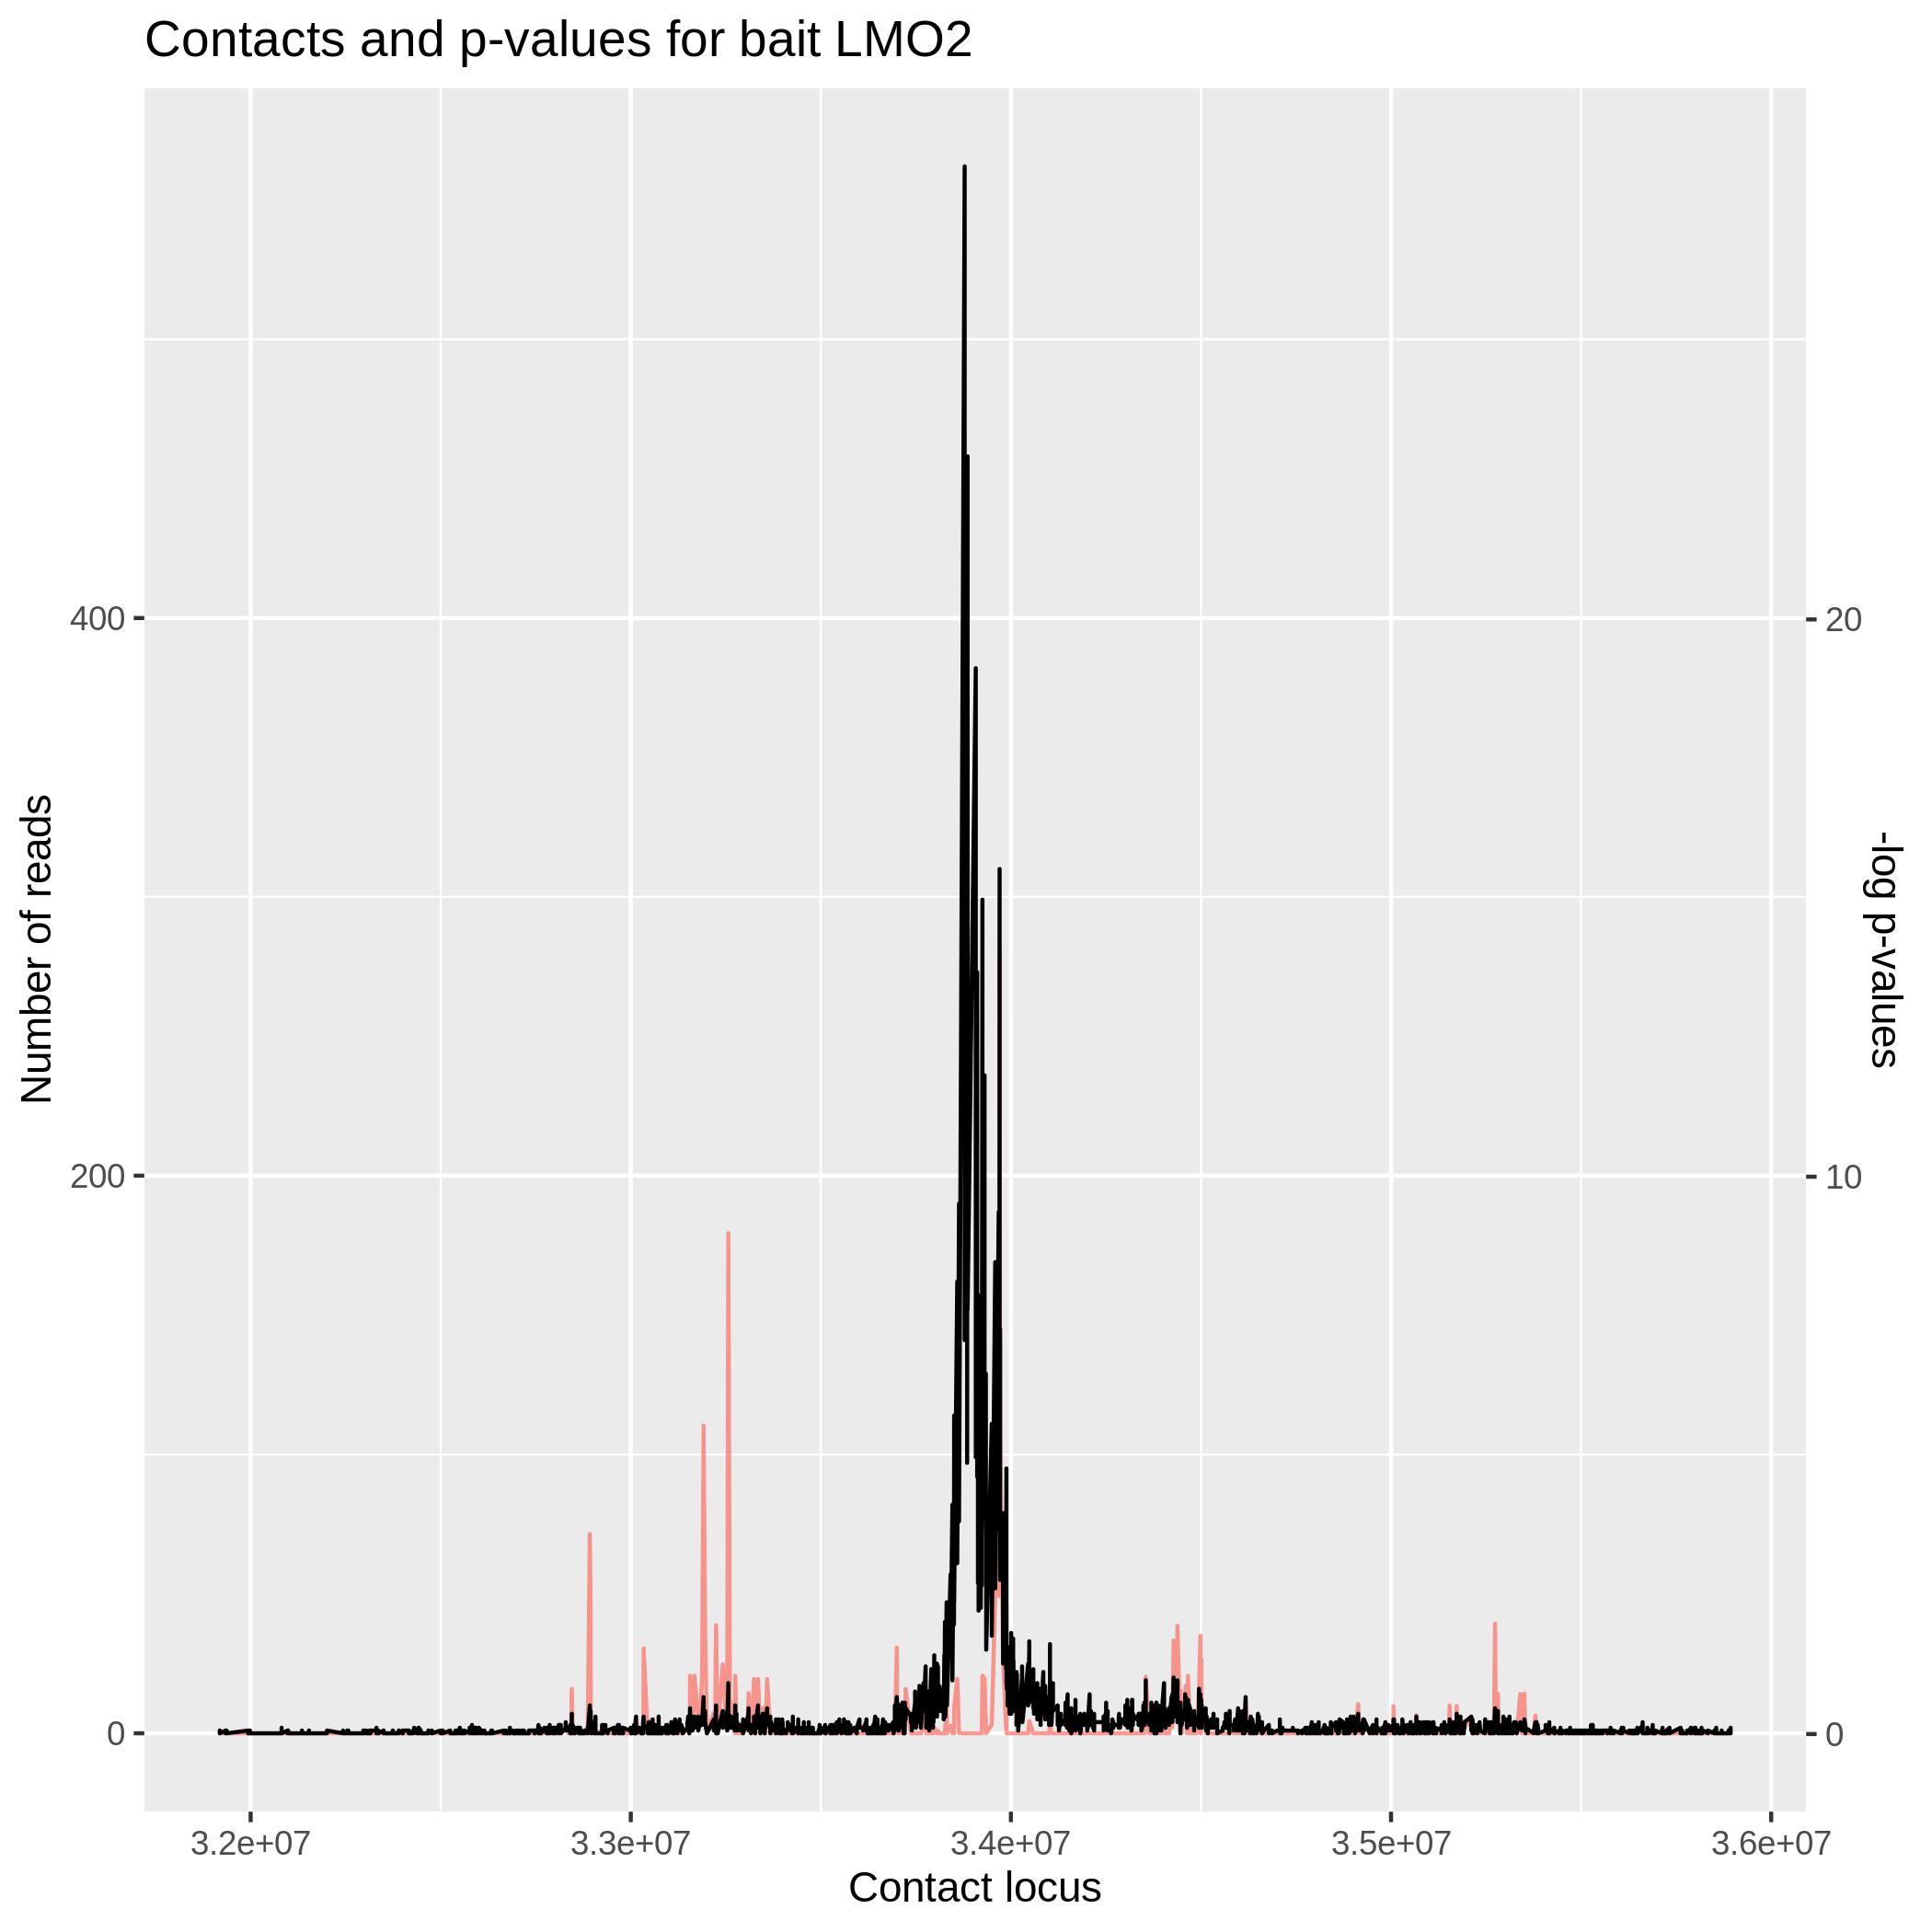 Contacts and p-values for bait LMO2
Number of reads
400
200
0
20
10
0
-log p-values
3.2e+07
3.3e+07
3.4e+07
3.5e+07
3.6e+07
Contact locus